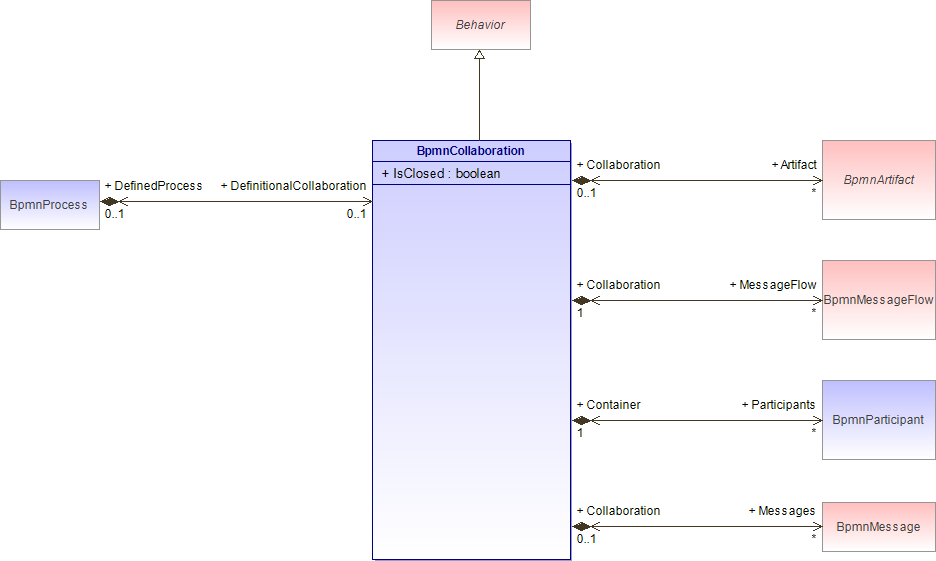 Behavior
BpmnCollaboration
+ IsClosed : boolean
BpmnProcess
+ DefinedProcess
+ DefinitionalCollaboration
0..1
0..1
+ Collaboration
+ Artifact
0..1
*
BpmnArtifact
+ Collaboration
+ MessageFlow
1
*
BpmnMessageFlow
+ Container
+ Participants
1
*
BpmnParticipant
+ Collaboration
+ Messages
0..1
*
BpmnMessage